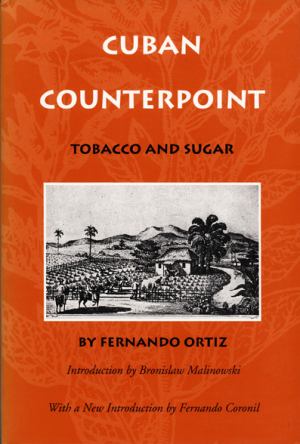 CUBAN
COUNTERPOINT
TOBACCO AND SUGAR
BY FERNANDO ORTIZ
Introduction by Bronislaw Malinowski
With a New Introduction by Fernando Coronil